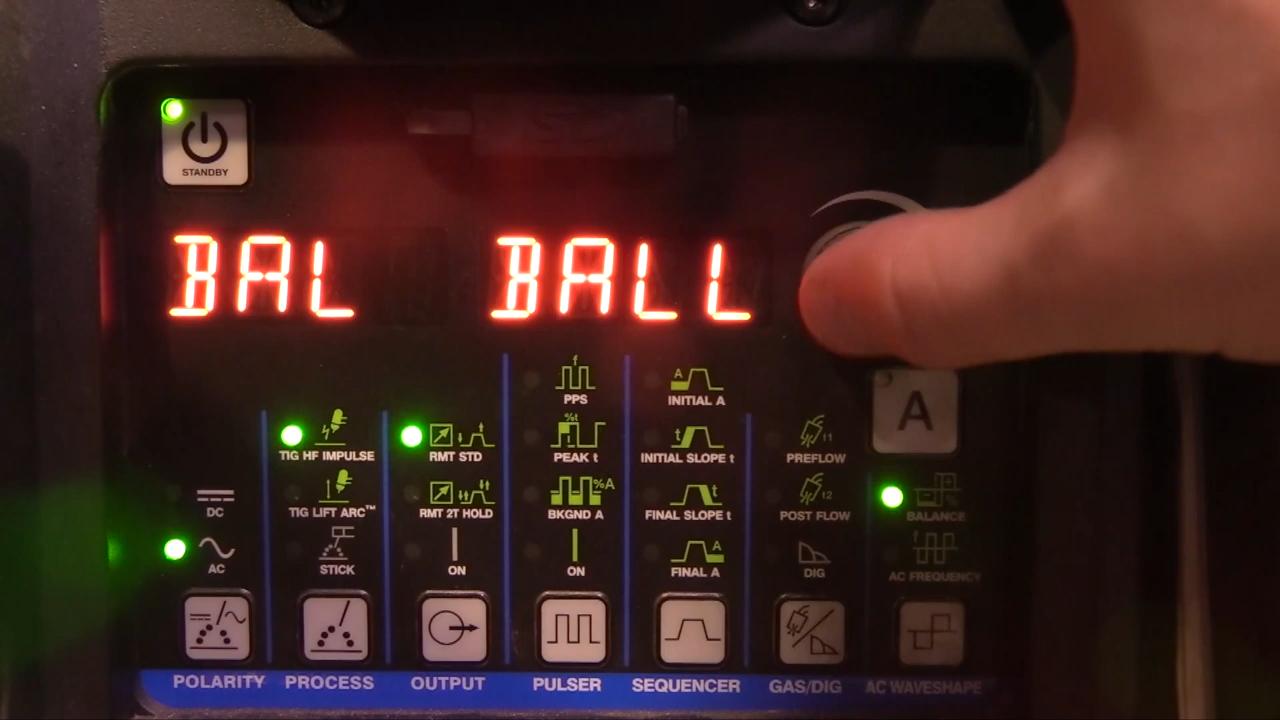 STANDBY
BAL BALL
A
PPS
INITIAL A
TIG HF IMPULSE
RMT STD
PEAK t
INITIAL SLOPE t
PREFLOW
DC
TIG LIFT ARC™
RMT 2T HOLD
BKGND A
FINAL SLOPE t
POST FLOW
BALANCE
AC
STICK
ON
ON
FINAL A
DIG
AC FREQUENCY
POLARITY
PROCESS
OUTPUT
PULSER
SEQUENCER
GAS/DIG
AC WAVESHAPE